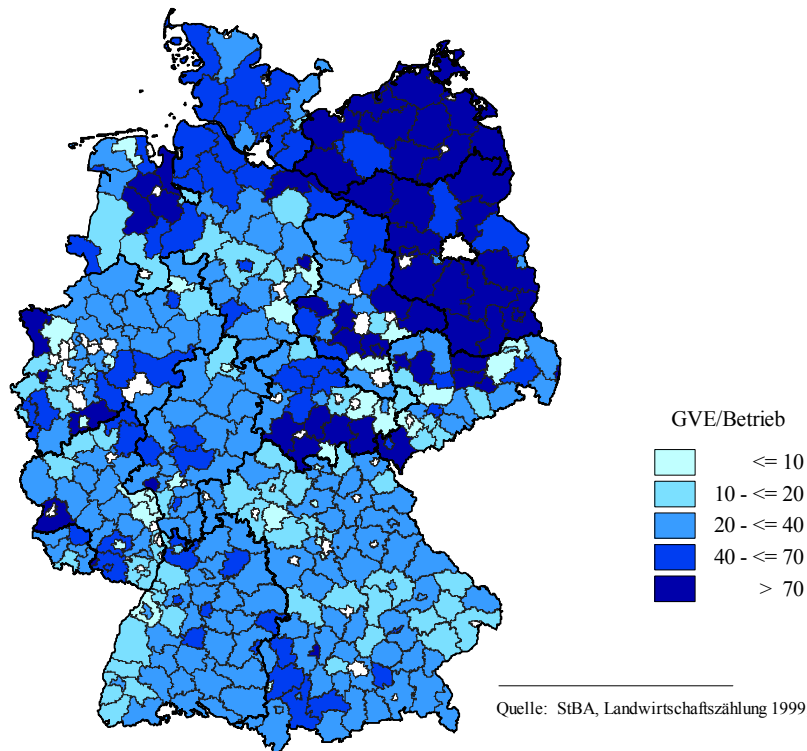 GVE/Betrieb
<= 10
10 - <= 20
20 - <= 40
40 - <= 70
> 70
Quelle: StBA, Landwirtschaftszählung 1999